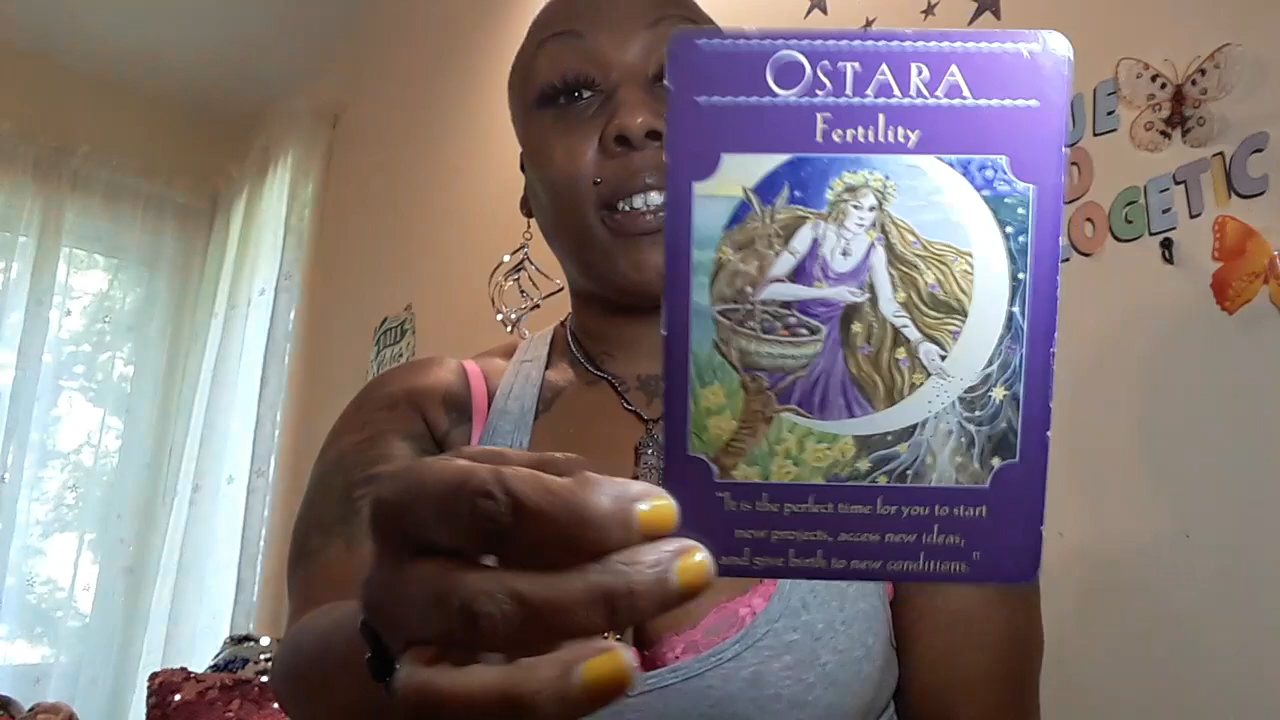 OSTARA
Fertility
"It is the perfect time for you to start
new projects, access new ideas,
and give birth to new conditions."
UE
OGETIC